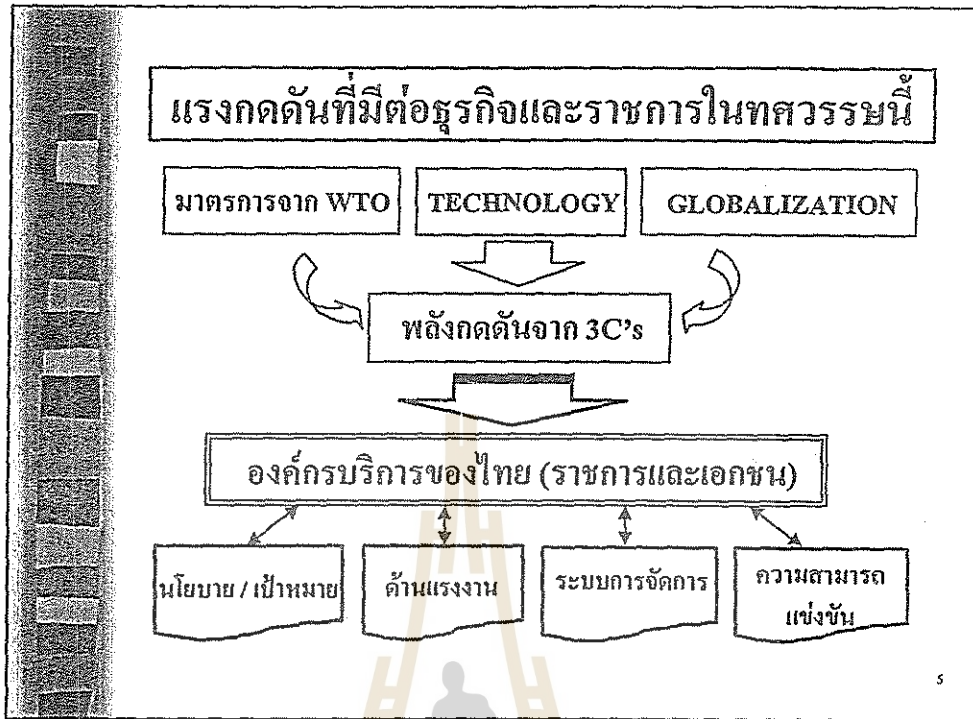 แรงกดดันที่มีต่อธุรกิจและราชการในทศวรรษนี้
มาตรการจาก WTO
TECHNOLOGY
GLOBALIZATION
พลังกดดันจาก 3C's
องค์กรบริการของไทย (ราชการและเอกชน)
นโยบาย / เป้าหมาย
ด้านแรงงาน
ระบบการจัดการ
ความสามารถ
แข่งขัน
5